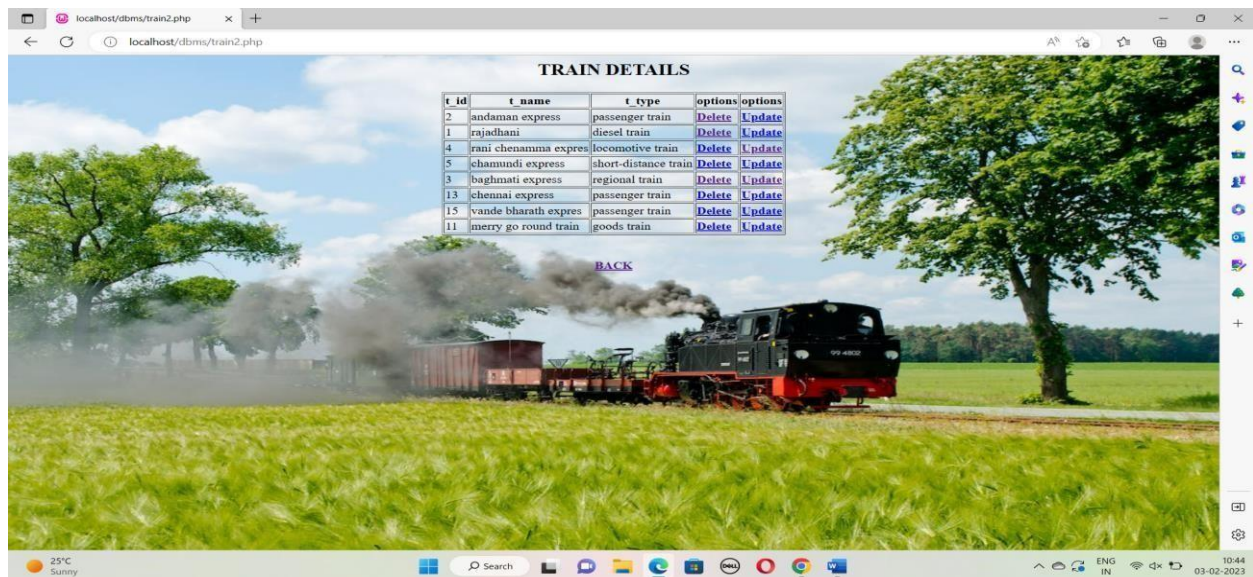 localhost/dbms/train2.php
localhost/dbms/train2.php
TRAIN DETAILS
t_id t_name t_type options options
2 andaman express passenger train Delete Update
1 rajadhani diesel train Delete Update
4 rani chenamma expres locomotive train Delete Update
5 chamundi express short-distance train Delete Update
3 baghmati express regional train Delete Update
13 chennai express passenger train Delete Update
15 vande bharath expres passenger train Delete Update
11 merry go round train goods train Delete Update
BACK
99 4802
25°C
Sunny
Search
DELL
ENG
IN
10:44
03-02-2023